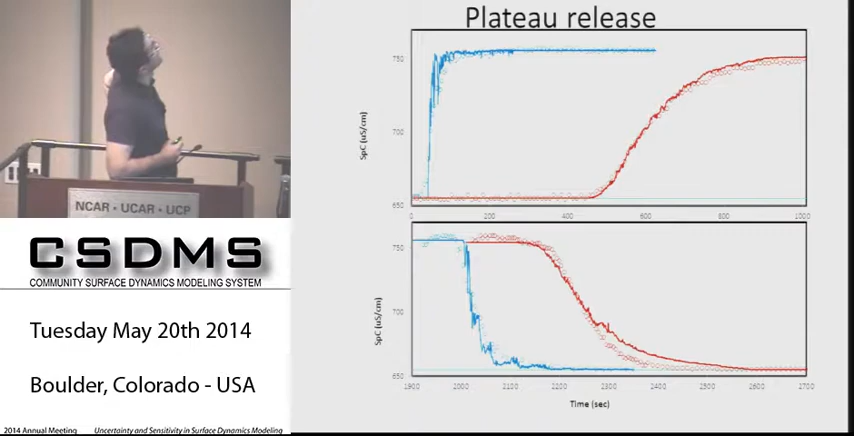 Plateau release
750
700
650
SpC (uS/cm)
0
200
400
600
800
1000
750
700
650
SpC (uS/cm)
1900
2000
2100
2200
2300
2400
2500
2600
2700
Time (sec)
NCAR • UCAR • UCP
CSDMS
COMMUNITY SURFACE DYNAMICS MODELING SYSTEM
Tuesday May 20th 2014
Boulder, Colorado - USA
2014 Annual Meeting
Uncertainty and Sensitivity in Surface Dynamics Modeling